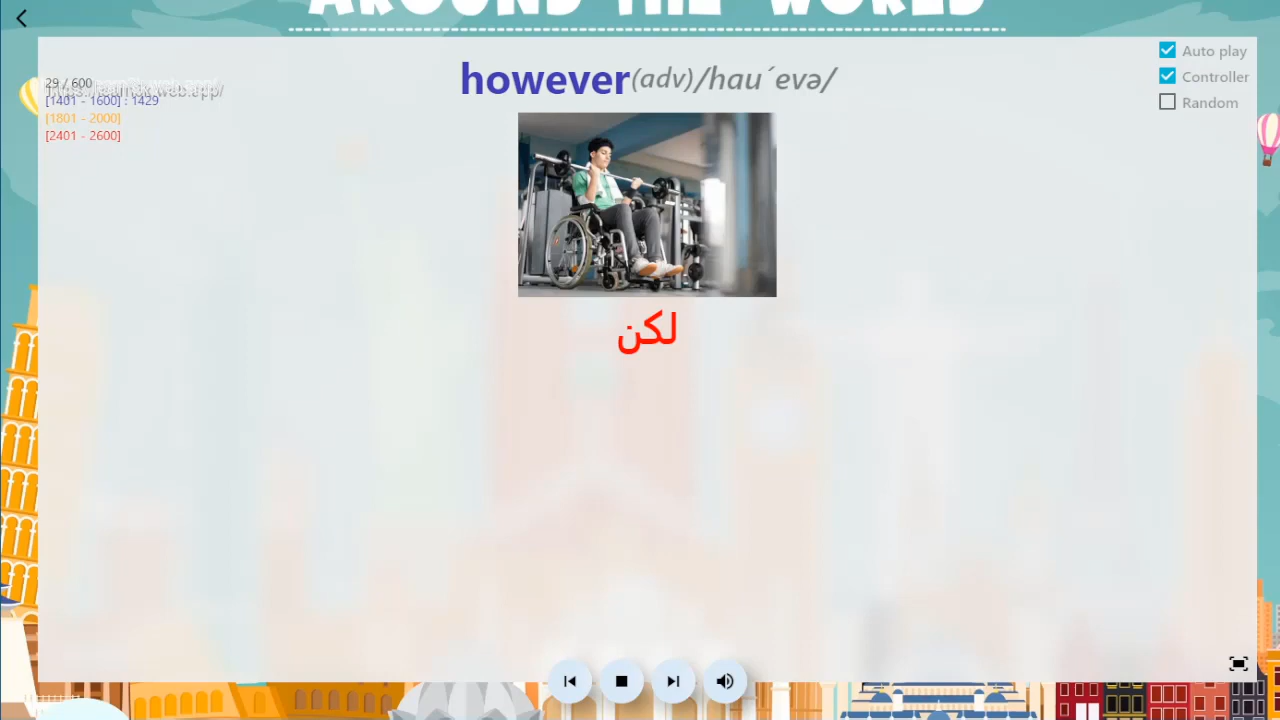 AROUND THE WORLD
however(adv)/hau´evə/
29 / 600
[1401 - 1600] : 1429
[1801 - 2000]
[2401 - 2600]
Auto play
Controller
Random
لكن